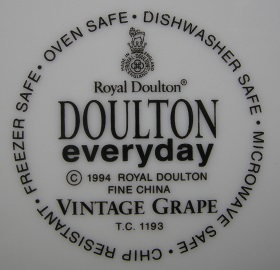 FREEZER SAFE • OVEN SAFE • DISHWASHER SAFE • MICROWAVE SAFE • CHIP RESISTANT •
Royal Doulton®
DOULTON
everyday
© 1994 ROYAL DOULTON
FINE CHINA
VINTAGE GRAPE
T.C. 1193